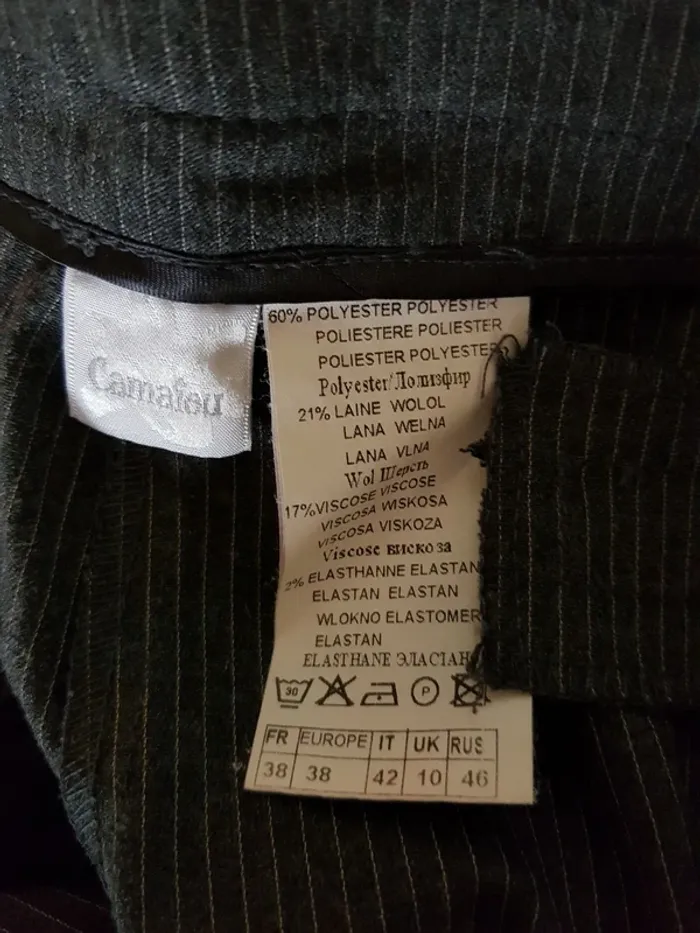 Camaïeu
60% POLYESTER POLYESTER
POLIESTERE POLIESTER
POLIESTER POLYESTER
Polyester/Полизфир
21% LAINE WOLOL
LANA WELNA
LANA VLNA
Wol Шерсть
17%VISCOSE VISCOSE
VISCOSA WISKOSA
VISCOSA VISKOZA
Viscose вискоза
2% ELASTHANNE ELASTAN
ELASTAN ELASTAN
WLOKNO ELASTOMER
ELASTAN
ELASTHANE ЭЛАСТАН
30 P
FR EUROPE IT UK RUS
38 38 42 10 46